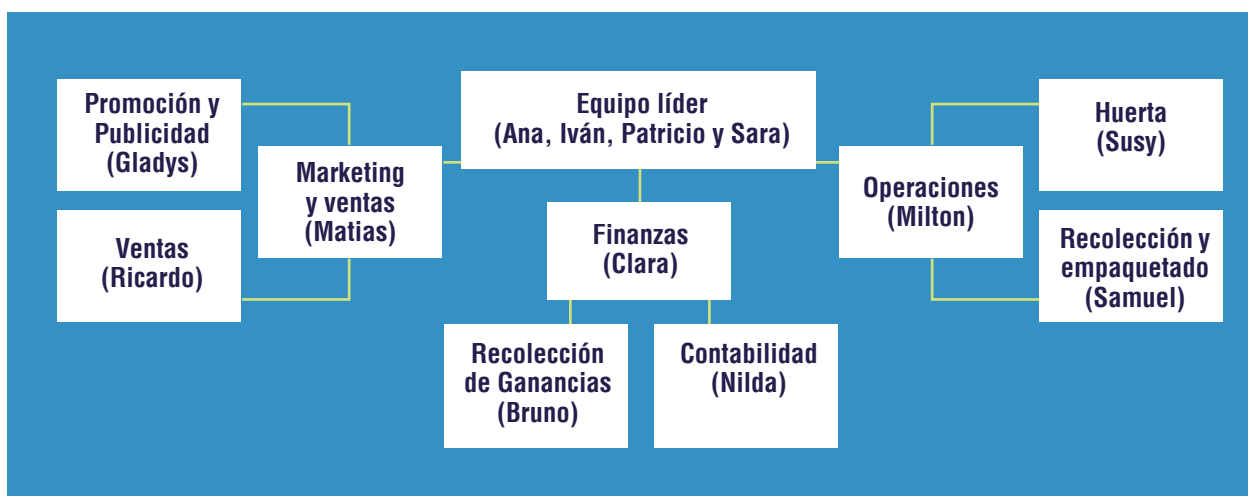 Promoción y
Publicidad
(Gladys)
Ventas
(Ricardo)
Marketing
y ventas
(Matias)
Equipo líder
(Ana, Iván, Patricio y Sara)
Finanzas
(Clara)
Recolección
de Ganancias
(Bruno)
Contabilidad
(Nilda)
Operaciones
(Milton)
Huerta
(Susy)
Recolección y
empaquetado
(Samuel)